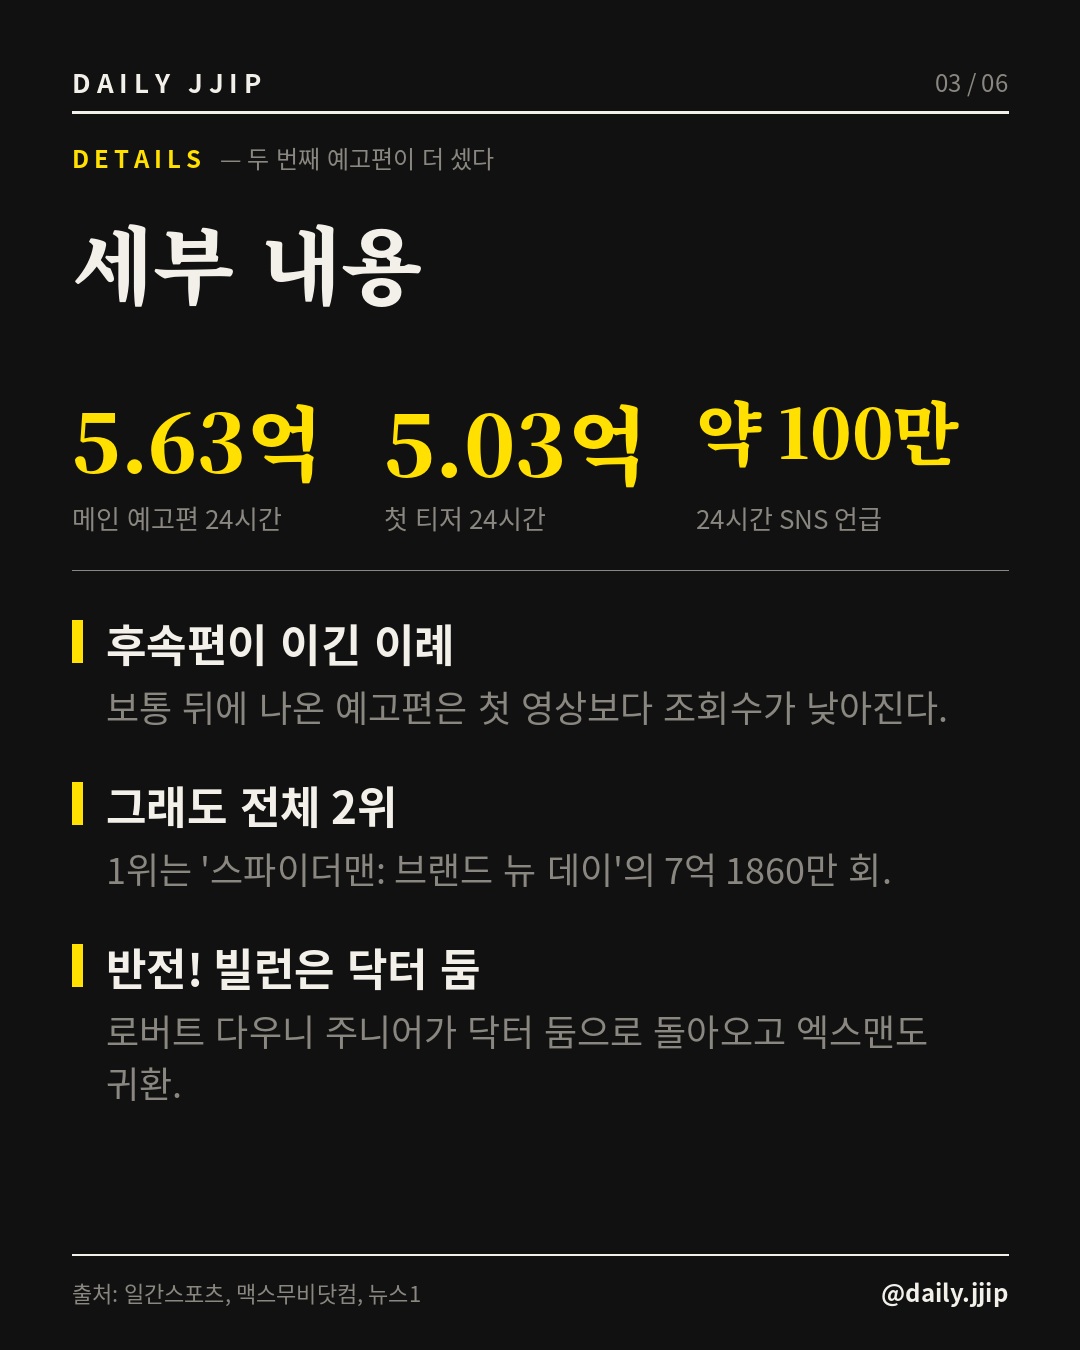 DAILY JJIP
03 / 06
DETAILS — 두 번째 예고편이 더 셌다
세부 내용
5.63억 5.03억 약 100만
메인 예고편 24시간 첫 티저 24시간 24시간 SNS 언급
후속편이 이긴 이례
보통 뒤에 나온 예고편은 첫 영상보다 조회수가 낮아진다.
그래도 전체 2위
1위는 '스파이더맨: 브랜드 뉴 데이'의 7억 1860만 회.
반전! 빌런은 닥터 둠
로버트 다우니 주니어가 닥터 둠으로 돌아오고 엑스맨도
귀환.
출처: 일간스포츠, 맥스무비닷컴, 뉴스1
@daily.jjip